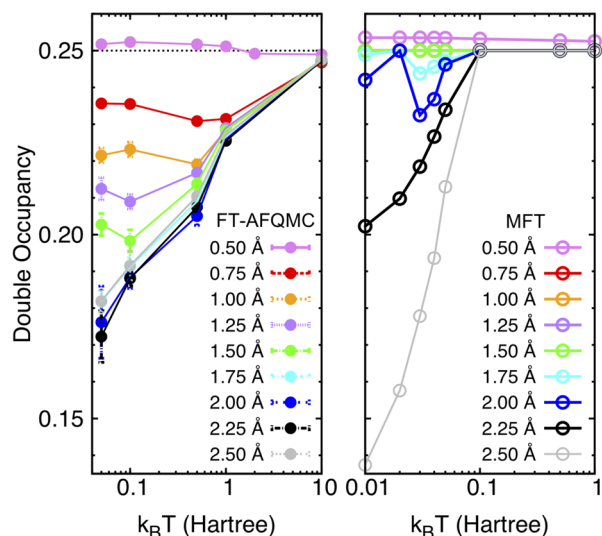 0.25
0.20
0.15
Double Occupancy
FT-AFQMC
0.50 Å
0.75 Å
1.00 Å
1.25 Å
1.50 Å
1.75 Å
2.00 Å
2.25 Å
2.50 Å
0.1
1
10
k_BT (Hartree)
MFT
0.50 Å
0.75 Å
1.00 Å
1.25 Å
1.50 Å
1.75 Å
2.00 Å
2.25 Å
2.50 Å
0.01
0.1
1
k_BT (Hartree)